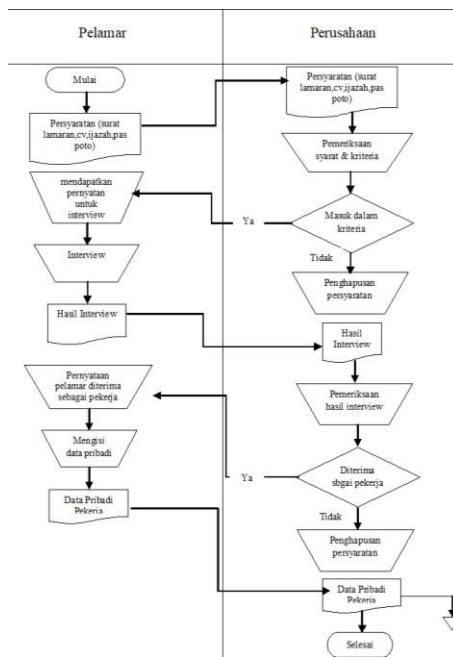 Pelamar
Perusahaan
Mulai
Persyaratan (surat
lamaran,cv,ijazah,pas
poto)
Persyaratan (surat
lamaran,cv,ijazah,pas
poto)
Pemeriksaan
syarat & kriteria
mendapatkan
pernyatan
untuk
interview
Ya
Masuk dalam
kriteria
Tidak
Interview
Penghapusan
persyaratan
Hasil Interview
Hasil
Interview
Pernyataan
pelamar diterima
sebagai pekerja
Pemeriksaan
hasil interview
Mengisi
data pribadi
Ya
Diterima
sbgai pekerja
Tidak
Data Pribadi
Pekerja
Penghapusan
persyaratan
Data Pribadi
Pekerja
Selesai